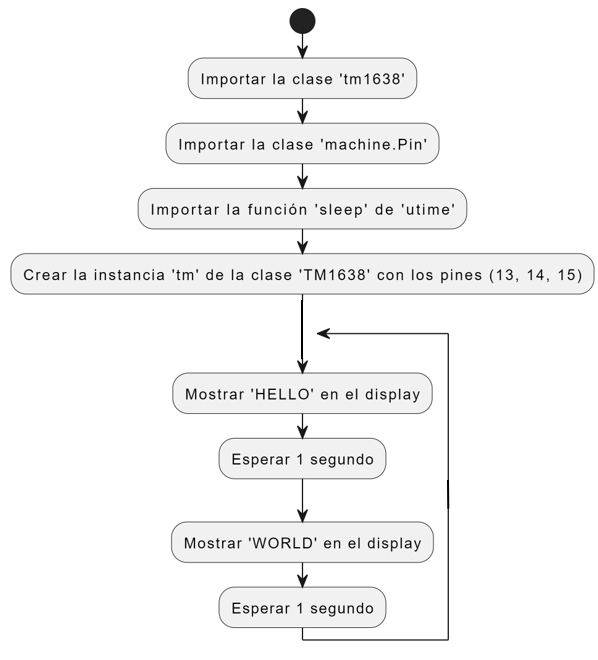 Importar la clase 'tm1638'
Importar la clase 'machine.Pin'
Importar la función 'sleep' de 'utime'
Crear la instancia 'tm' de la clase 'TM1638' con los pines (13, 14, 15)
Mostrar 'HELLO' en el display
Esperar 1 segundo
Mostrar 'WORLD' en el display
Esperar 1 segundo